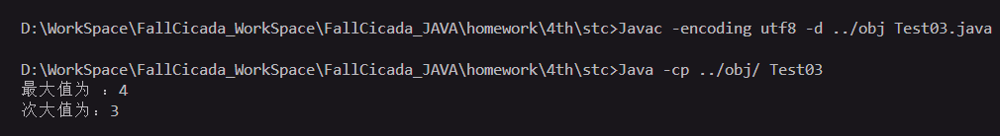 D:\WorkSpace\FallCicada_WorkSpace\FallCicada_JAVA\homework\4th\stc>Javac -encoding utf8 -d ../obj Test03.java
D:\WorkSpace\FallCicada_WorkSpace\FallCicada_JAVA\homework\4th\stc>Java -cp ../obj/ Test03
最大值为 ：4
次大值为：3